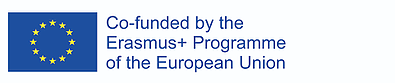 Co-funded by the
Erasmus+ Programme
of the European Union